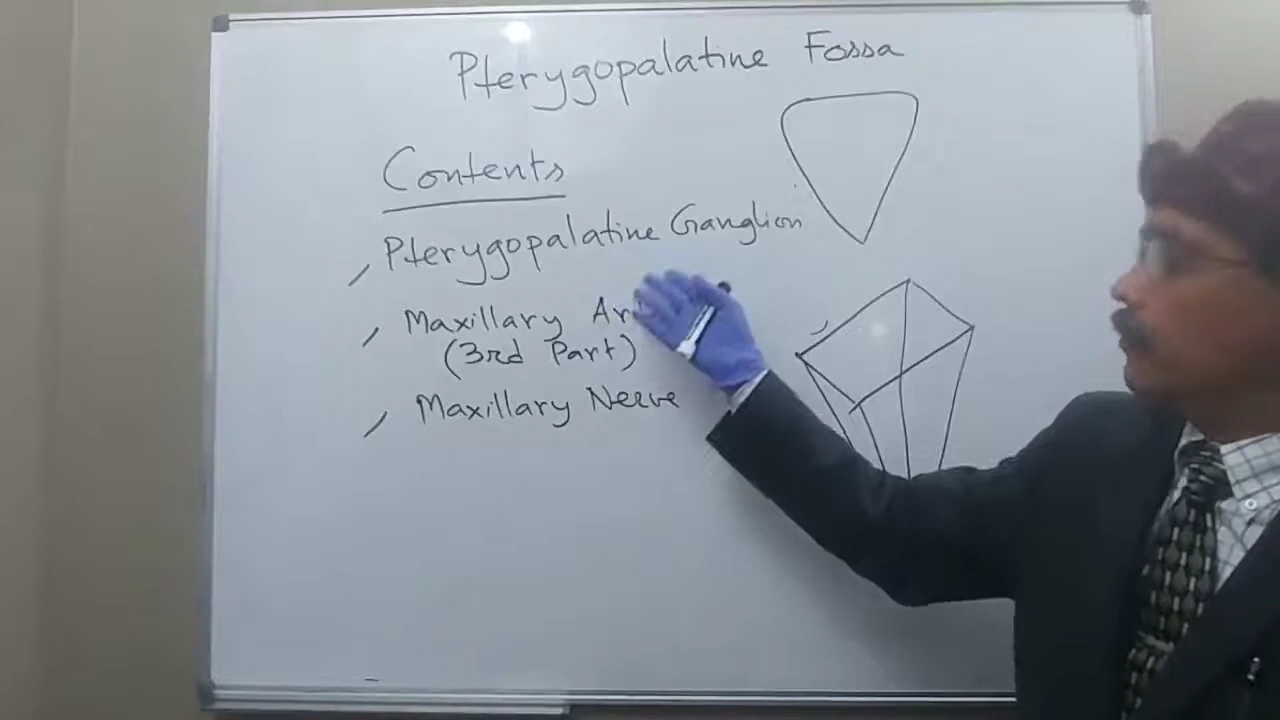 Pterygopalatine Fossa
Contents
Pterygopalatine Ganglion
Maxillary
(3rd Part)
Maxillary Nerve